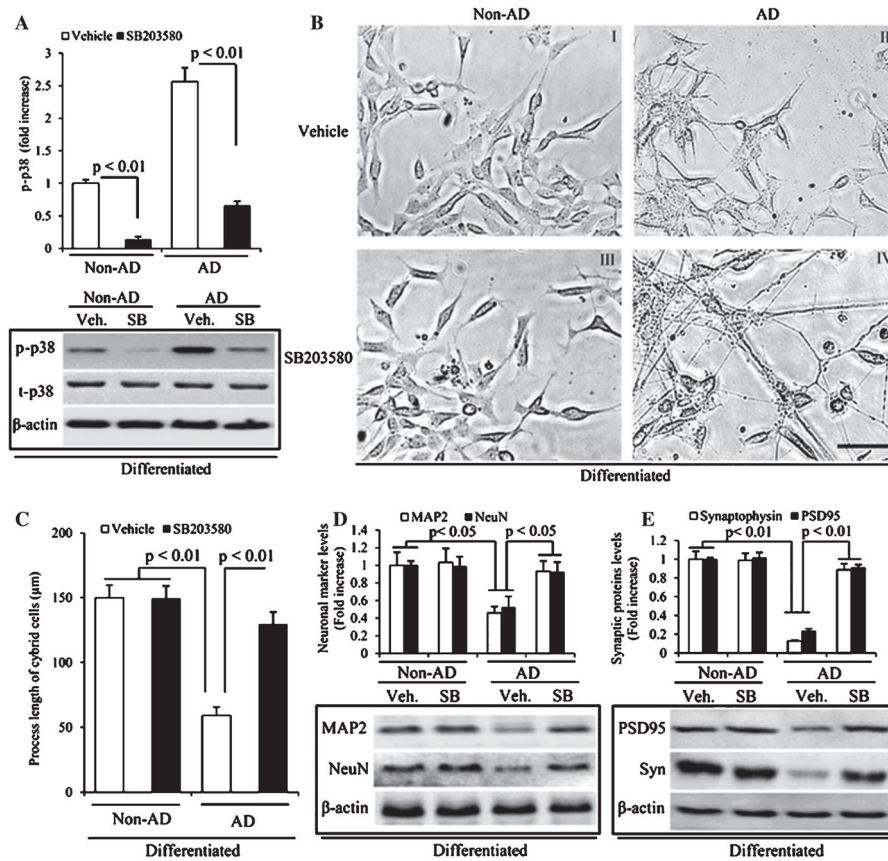 A
Vehicle SB203580
p < 0.01
p < 0.01
p-p38 (fold increase)
3
2.5
2
1.5
1
0.5
0
Non-AD AD
Non-AD AD
Veh. SB Veh. SB
p-p38
t-p38
β-actin
Differentiated
B
Non-AD AD
Vehicle
I
II
SB203580
III
IV
Differentiated
C
Vehicle SB203580
p < 0.01 p < 0.01
Process length of cybrid cells (µm)
200
150
100
50
0
Non-AD AD
Differentiated
D
MAP2 NeuN
p < 0.05 p < 0.05
Neuronal marker levels
(Fold increase)
1.4
1.2
1
0.8
0.6
0.4
0.2
0
Non-AD AD
Veh. SB Veh. SB
MAP2
NeuN
β-actin
Differentiated
E
Synaptophysin PSD95
p < 0.01 p < 0.01
Synaptic proteins levels
(Fold increase)
1.4
1.2
1
0.8
0.6
0.4
0.2
0
Non-AD AD
Veh. SB Veh. SB
PSD95
Syn
β-actin
Differentiated